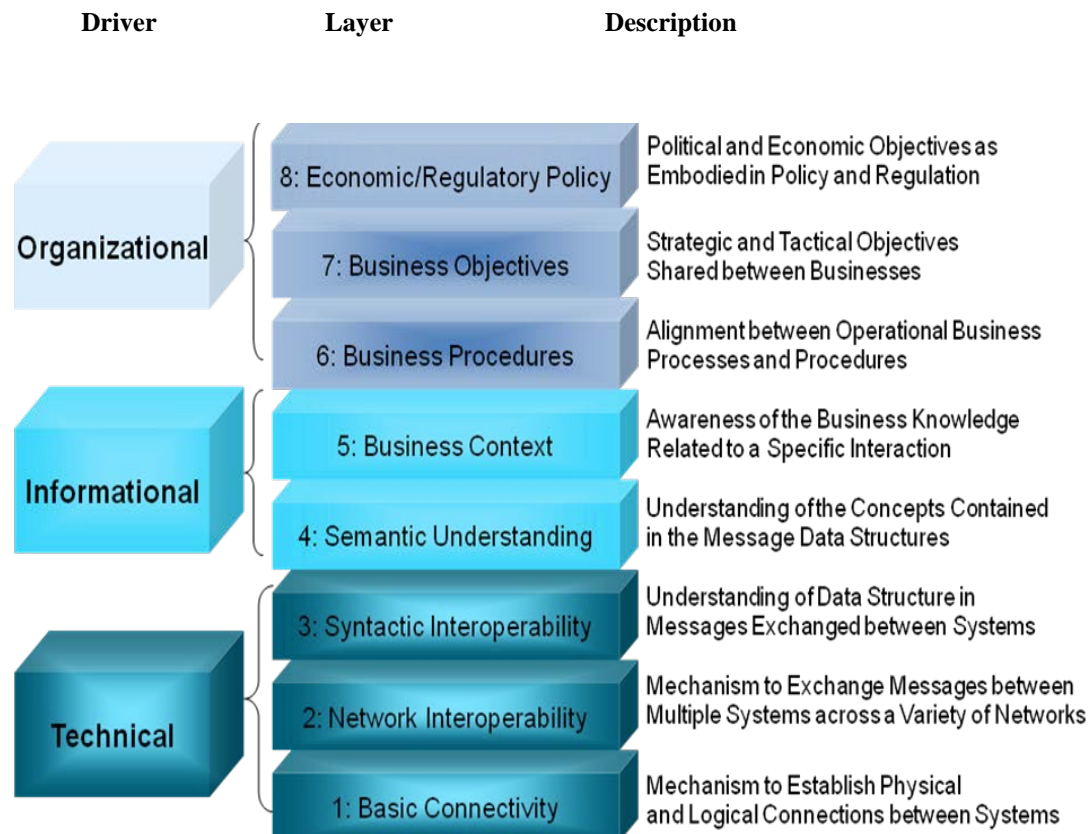 Driver Layer Description
Political and Economic Objectives as
8: Economic/Regulatory Policy
Embodied in Policy and Regulation
Organizational
Strategic and Tactical Objectives
7: Business Objectives
Shared between Businesses
Alignment between Operational Business
6: Business Procedures
Processes and Procedures
Informational
Awareness of the Business Knowledge
5: Business Context
Related to a Specific Interaction
Understanding of the Concepts Contained
4: Semantic Understanding
in the Message Data Structures
Technical
Understanding of Data Structure in
3: Syntactic Interoperability
Messages Exchanged between Systems
Mechanism to Exchange Messages between
2: Network Interoperability
Multiple Systems across a Variety of Networks
Mechanism to Establish Physical
1: Basic Connectivity
and Logical Connections between Systems